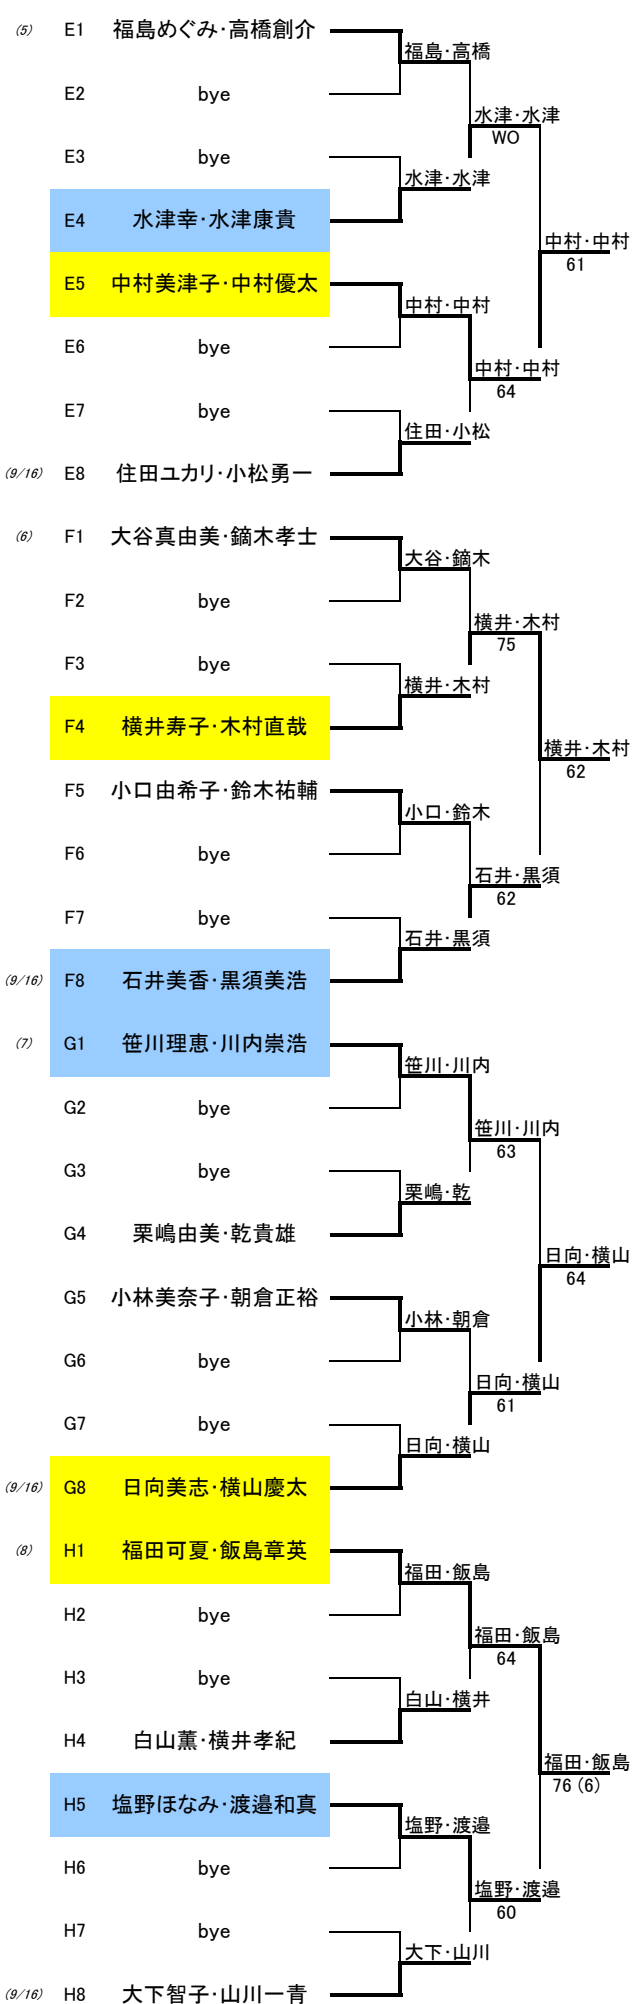 (5) E1 福島めぐみ・高橋創介
福島・高橋
E2 bye
水津・水津
WO
E3 bye
水津・水津
E4 水津幸・水津康貴
中村・中村
61
E5 中村美津子・中村優太
中村・中村
E6 bye
中村・中村
64
E7 bye
住田・小松
(9/16) E8 住田ユカリ・小松勇一
(6) F1 大谷真由美・鏑木孝士
大谷・鏑木
F2 bye
横井・木村
75
F3 bye
横井・木村
F4 横井寿子・木村直哉
横井・木村
62
F5 小口由希子・鈴木祐輔
小口・鈴木
F6 bye
石井・黒須
62
F7 bye
石井・黒須
(9/16) F8 石井美香・黒須美浩
(7) G1 笹川理恵・川内崇浩
笹川・川内
G2 bye
笹川・川内
63
G3 bye
栗嶋・乾
G4 栗嶋由美・乾貴雄
日向・横山
64
G5 小林美奈子・朝倉正裕
小林・朝倉
G6 bye
日向・横山
61
G7 bye
日向・横山
(9/16) G8 日向美志・横山慶太
(8) H1 福田可夏・飯島章英
福田・飯島
H2 bye
福田・飯島
64
H3 bye
白山・横井
H4 白山薫・横井孝紀
福田・飯島
76 (6)
H5 塩野ほなみ・渡邉和真
塩野・渡邉
H6 bye
塩野・渡邉
60
H7 bye
大下・山川
(9/16) H8 大下智子・山川一青